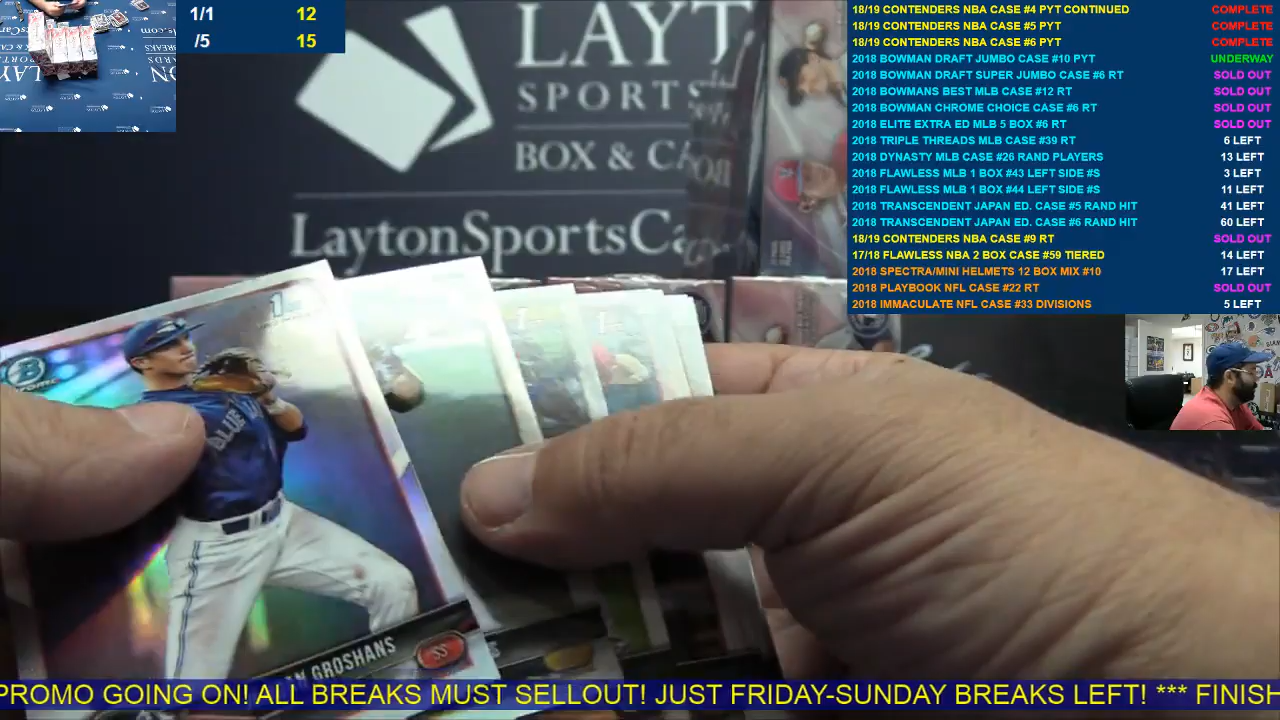 1/1 12
/5 15
LAYT
SPORTS
BOX & CA
LaytonSportsCa
18/19 CONTENDERS NBA CASE #4 PYT CONTINUED COMPLETE
18/19 CONTENDERS NBA CASE #5 PYT COMPLETE
18/19 CONTENDERS NBA CASE #6 PYT COMPLETE
2018 BOWMAN DRAFT JUMBO CASE #10 PYT UNDERWAY
2018 BOWMAN DRAFT SUPER JUMBO CASE #6 RT SOLD OUT
2018 BOWMANS BEST MLB CASE #12 RT SOLD OUT
2018 BOWMAN CHROME CHOICE CASE #6 RT SOLD OUT
2018 ELITE EXTRA ED MLB 5 BOX #6 RT SOLD OUT
2018 TRIPLE THREADS MLB CASE #39 RT 6 LEFT
2018 DYNASTY MLB CASE #26 RAND PLAYERS 13 LEFT
2018 FLAWLESS MLB 1 BOX #43 LEFT SIDE #S 3 LEFT
2018 FLAWLESS MLB 1 BOX #44 LEFT SIDE #S 11 LEFT
2018 TRANSCENDENT JAPAN ED. CASE #5 RAND HIT 41 LEFT
2018 TRANSCENDENT JAPAN ED. CASE #6 RAND HIT 60 LEFT
18/19 CONTENDERS NBA CASE #9 RT SOLD OUT
17/18 FLAWLESS NBA 2 BOX CASE #59 TIERED 14 LEFT
2018 SPECTRA/MINI HELMETS 12 BOX MIX #10 17 LEFT
2018 PLAYBOOK NFL CASE #22 RT SOLD OUT
2018 IMMACULATE NFL CASE #33 DIVISIONS 5 LEFT
1st
B
BLUE
AN GROSHANS SS
PROMO GOING ON! ALL BREAKS MUST SELLOUT! JUST FRIDAY-SUNDAY BREAKS LEFT! *** FINISH